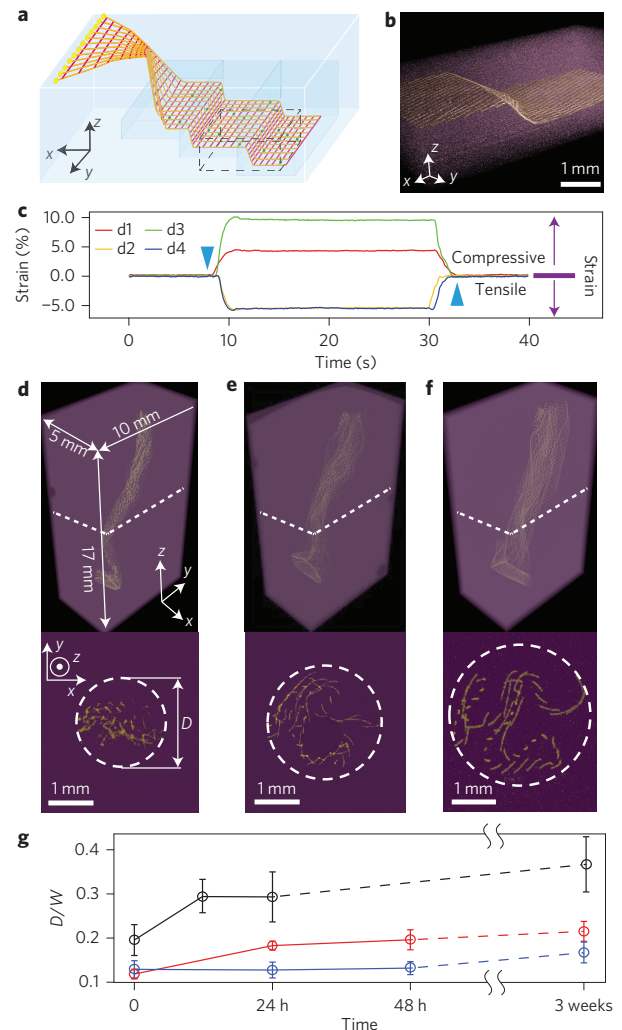 a
z
x
y
b
z
x
y
1 mm
c
10.0
5.0
0.0
−5.0
Strain (%)
d1
d3
d2
d4
Compressive
Tensile
Strain
0
10
20
30
40
Time (s)
d
e
f
5 mm
10 mm
17 mm
z
y
x
y
z
x
D
1 mm
1 mm
1 mm
g
0.4
0.3
0.2
0.1
D/W
0
24 h
48 h
3 weeks
Time